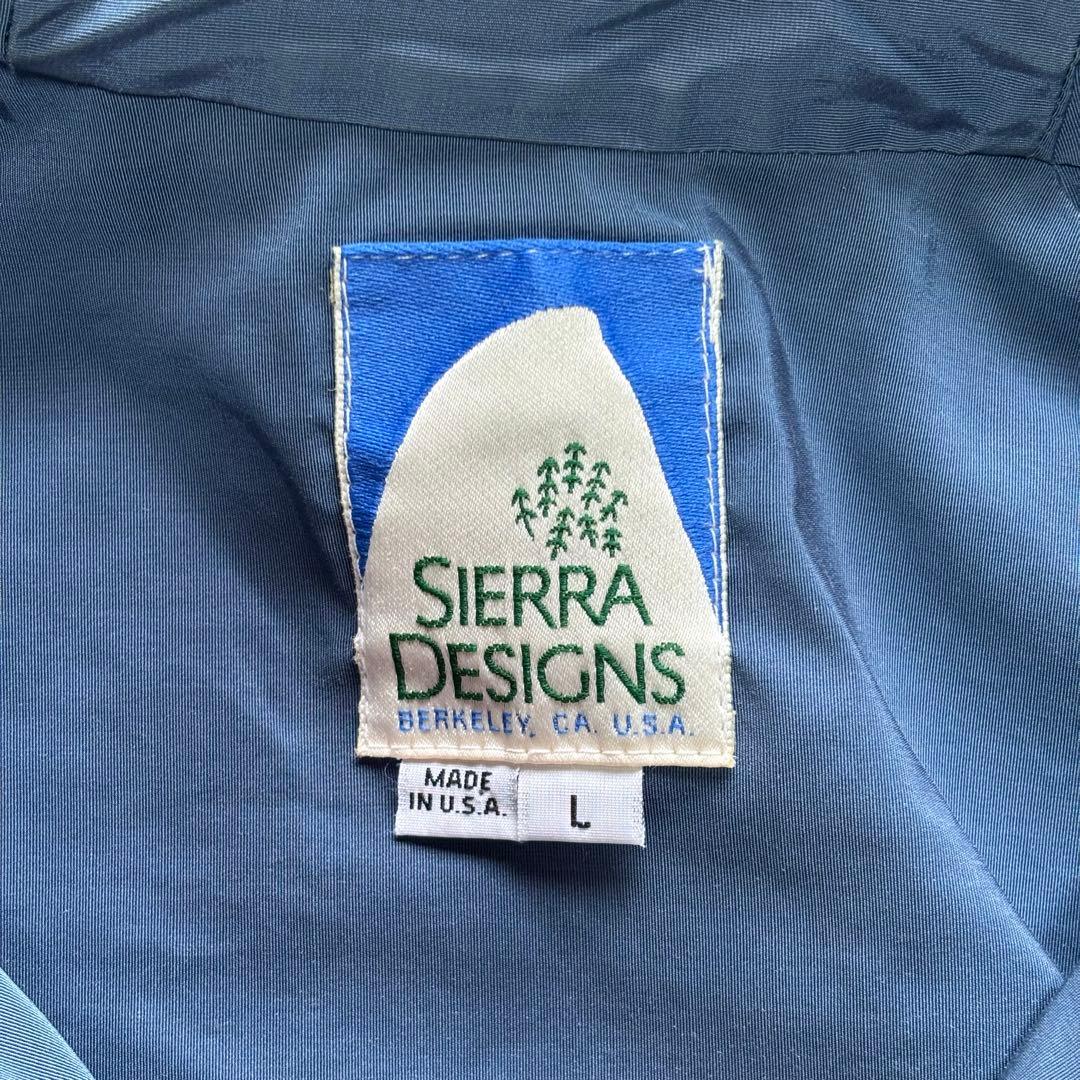 SIERRA
DESIGNS
BERKELEY, CA. U.S.A.
MADE
IN U.S.A.
L